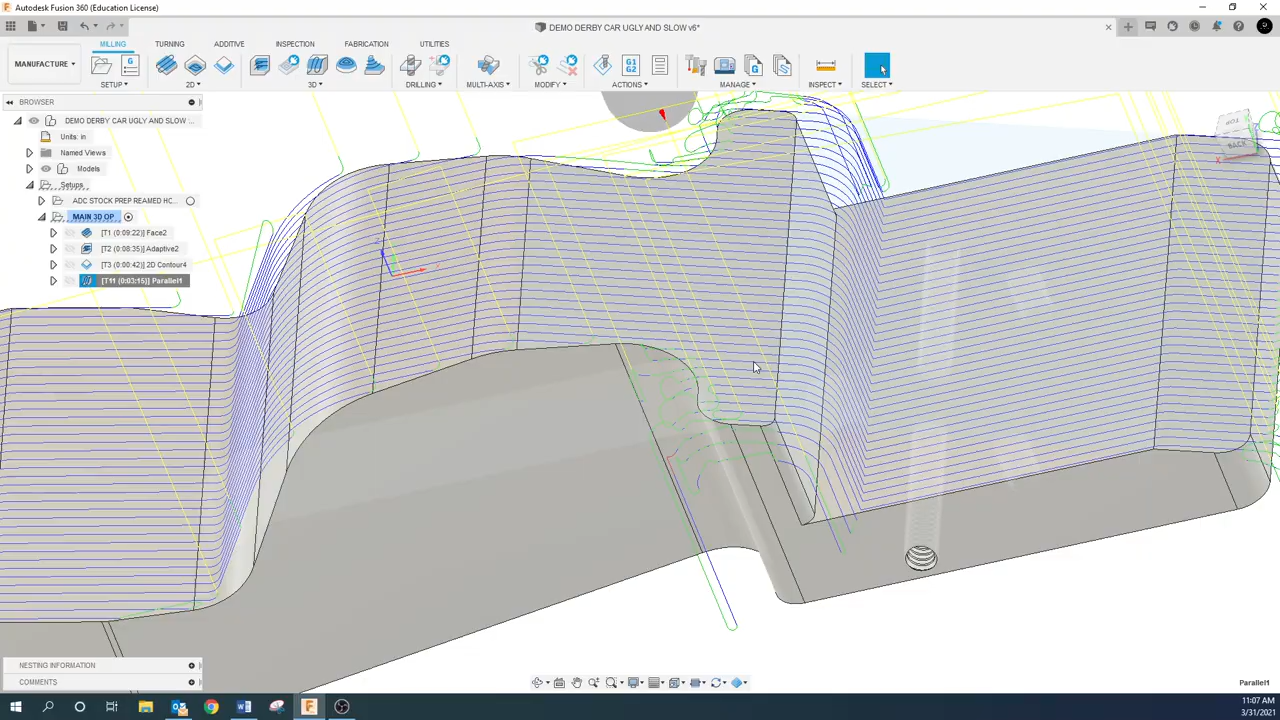 Autodesk Fusion 360 (Education License)
DEMO DERBY CAR UGLY AND SLOW v6*
MILLING TURNING ADDITIVE INSPECTION FABRICATION UTILITIES
MANUFACTURE
G1
G2
SETUP 2D 3D DRILLING MULTI-AXIS MODIFY ACTIONS MANAGE INSPECT SELECT
BROWSER
DEMO DERBY CAR UGLY AND SLOW ...
Units: in
Named Views
Models
Setups
ADC STOCK PREP REAMED HC...
MAIN 3D OP
[T1 (0:09:22)] Face2
[T2 (0:08:35)] Adaptive2
[T3 (0:00:42)] 2D Contour4
[T11 (0:03:15)] Parallel1
TOP
BACK
X
Z
NESTING INFORMATION
COMMENTS
Parallel1
11:07 AM
3/31/2021